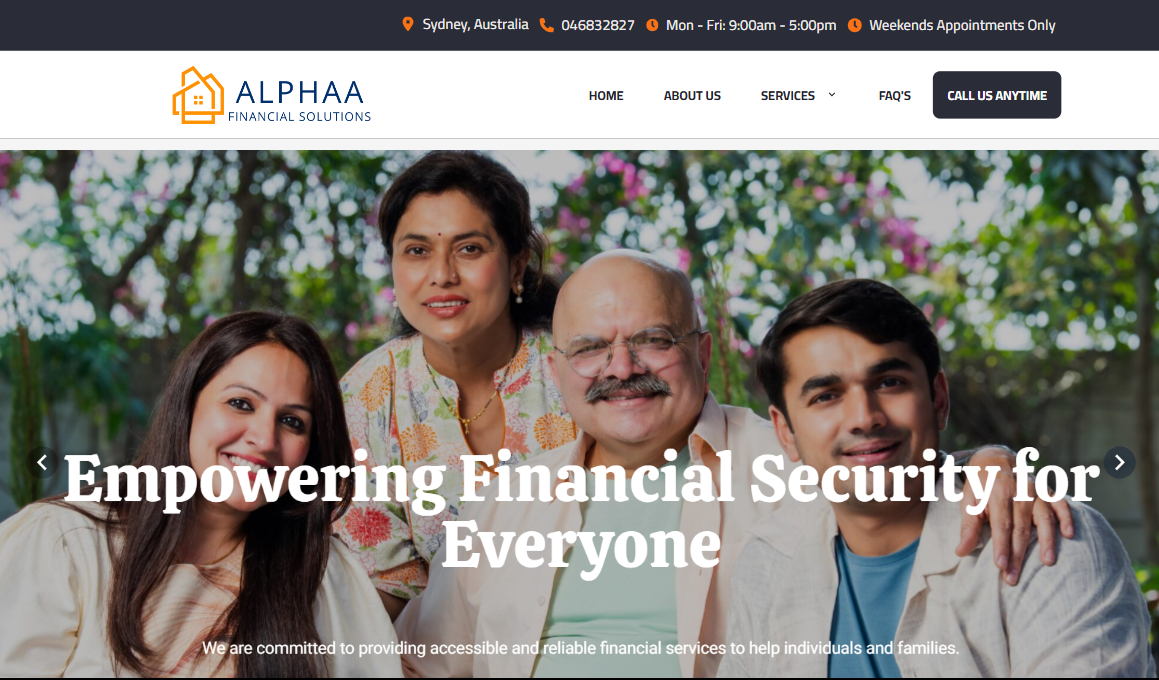 Sydney, Australia 046832827 Mon - Fri: 9:00am - 5:00pm Weekends Appointments Only
ALPHAA
FINANCIAL SOLUTIONS
HOME ABOUT US SERVICES FAQ'S CALL US ANYTIME
Empowering Financial Security for
Everyone
We are committed to providing accessible and reliable financial services to help individuals and families.